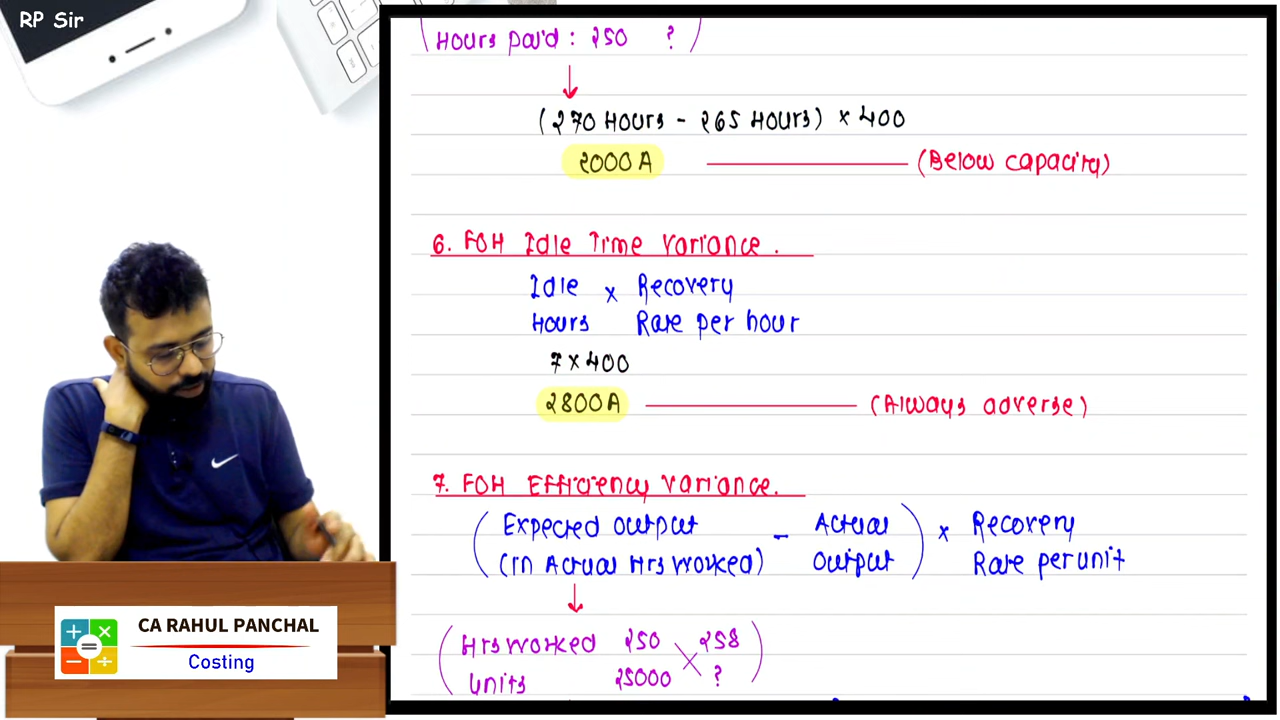 RP Sir
(Hours paid : 250 ?)
(270 Hours - 265 Hours) × 400
2000 A (Below capacity)
6. FOH Idle Time Variance.
Idle × Recovery
Hours Rate per hour
7 × 400
2800 A (Always adverse)
7. FOH Efficiency Variance.
(Expected output - Actual) × Recovery
(in Actual Hrs worked) output Rate per unit
(Hrs worked 250 × 258)
units 25000 ?
CA RAHUL PANCHAL
Costing